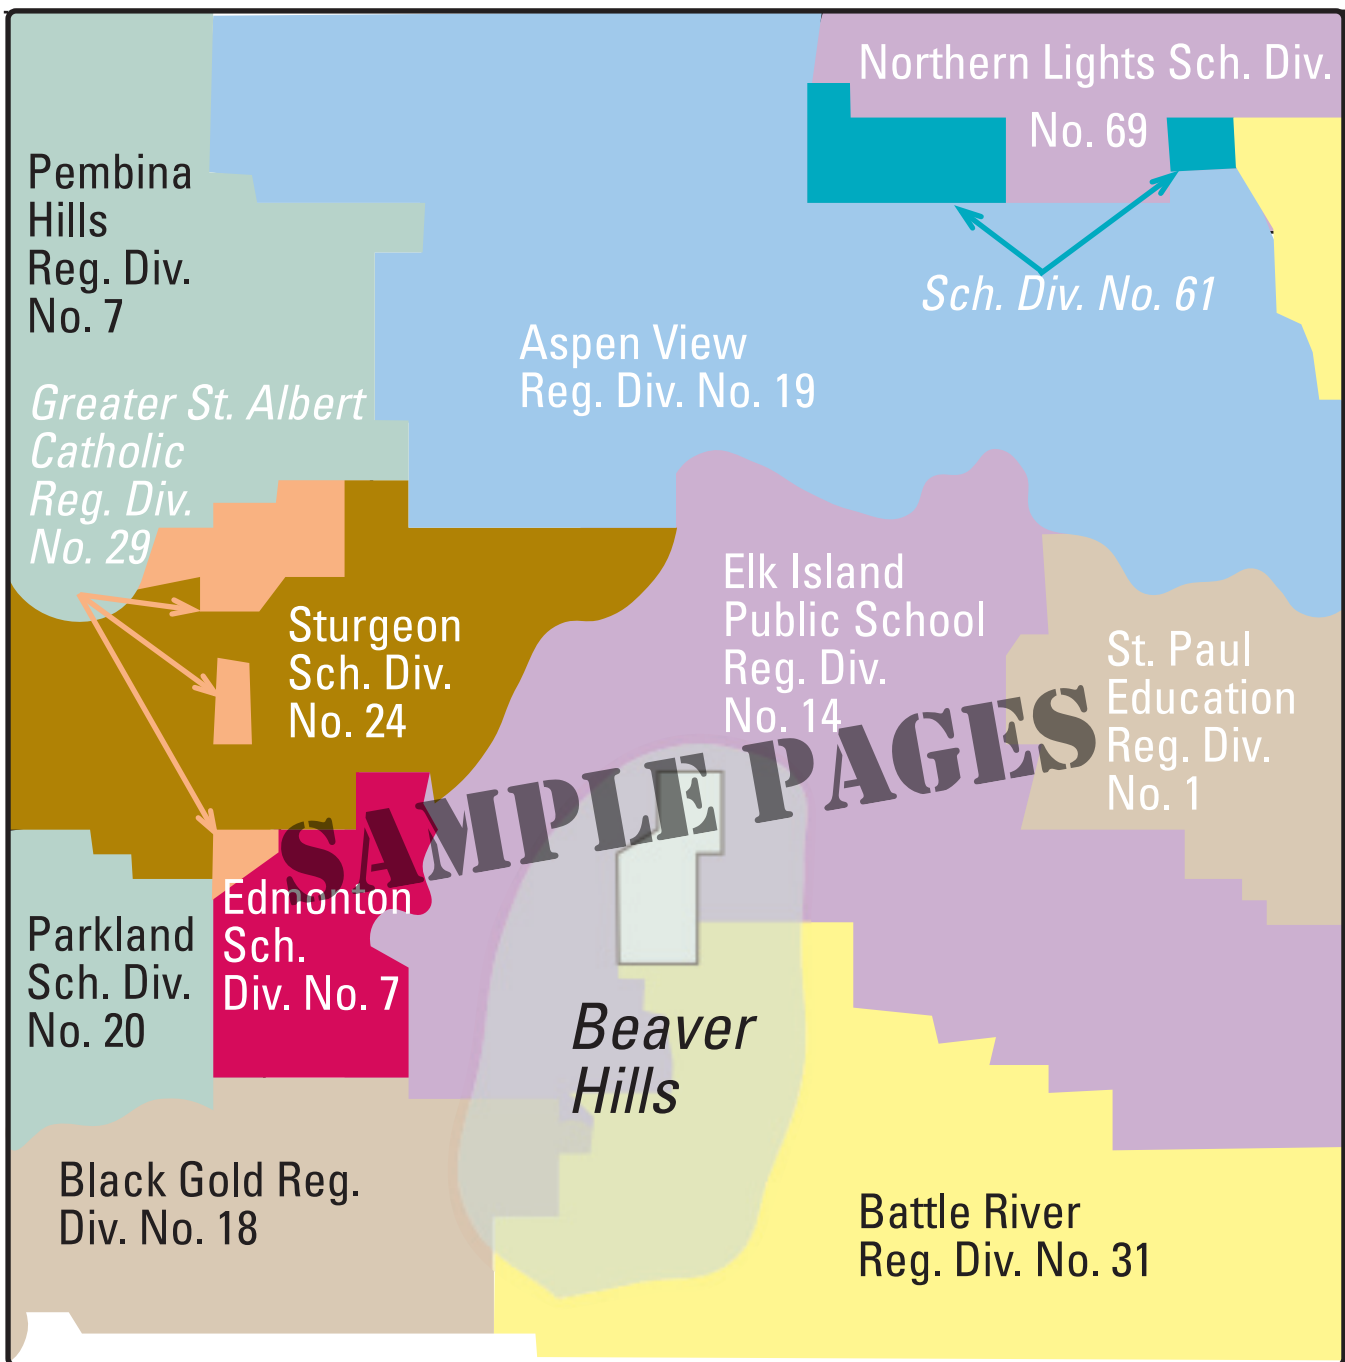 Northern Lights Sch. Div.
No. 69
Pembina
Hills
Reg. Div.
No. 7
Sch. Div. No. 61
Aspen View
Reg. Div. No. 19
Greater St. Albert
Catholic
Reg. Div.
No. 29
Elk Island
Public School
Reg. Div.
No. 14
Sturgeon
Sch. Div.
No. 24
St. Paul
Education
Reg. Div.
No. 1
SAMPLE PAGES
Edmonton
Sch.
Div. No. 7
Parkland
Sch. Div.
No. 20
Beaver
Hills
Black Gold Reg.
Div. No. 18
Battle River
Reg. Div. No. 31